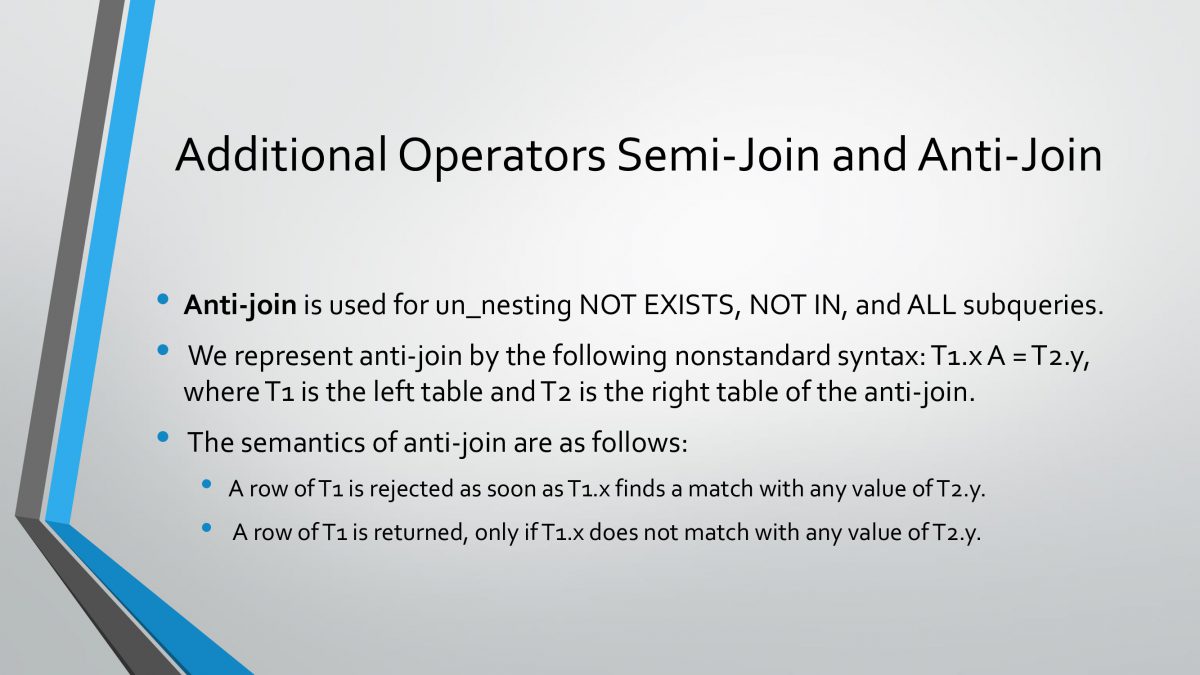 Additional Operators Semi-Join and Anti-Join
• Anti-join is used for un_nesting NOT EXISTS, NOT IN, and ALL subqueries.
• We represent anti-join by the following nonstandard syntax: T1.x A = T2.y,
where T1 is the left table and T2 is the right table of the anti-join.
• The semantics of anti-join are as follows:
• A row of T1 is rejected as soon as T1.x finds a match with any value of T2.y.
• A row of T1 is returned, only if T1.x does not match with any value of T2.y.